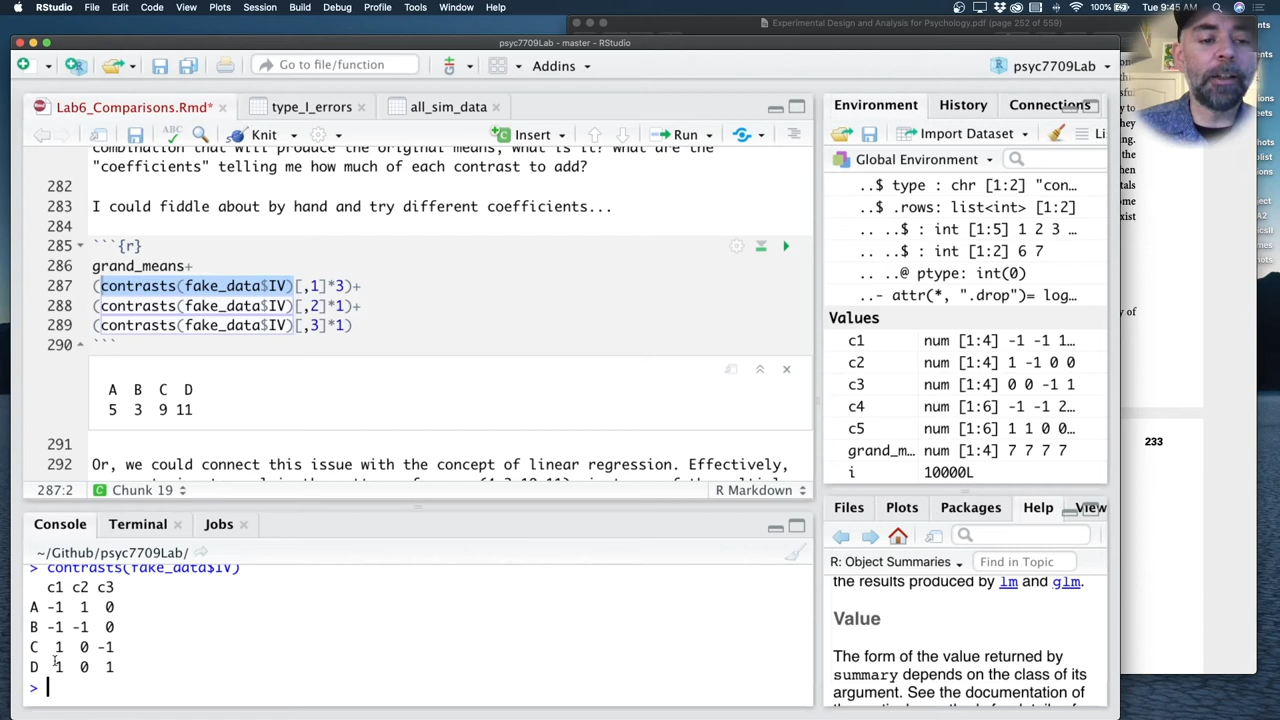 RStudio File Edit Code View Plots Session Build Debug Profile Tools Window Help
100% Tue 9:45 AM
Experimental Design and Analysis for Psychology.pdf (page 252 of 559)
psyc7709Lab - master - RStudio
Go to file/function
Addins
psyc7709Lab
Lab6_Comparisons.Rmd*
type_I_errors
all_sim_data
Knit
Insert
Run
combination that will produce the original means, what is it? what are the
"coefficients" telling me how much of each contrast to add?
282
283 I could fiddle about by hand and try different coefficients...
284
285 ```{r}
286 grand_means+
287 (contrasts(fake_data$IV)[,1]*3)+
288 (contrasts(fake_data$IV)[,2]*1)+
289 (contrasts(fake_data$IV)[,3]*1)
290 ```
A B C D
5 3 9 11
291
292 Or, we could connect this issue with the concept of linear regression. Effectively,
287:2 Chunk 19 R Markdown
Console Terminal Jobs
~/Github/psyc7709Lab/
> contrasts(fake_data$IV)
c1 c2 c3
A -1 1 0
B -1 -1 0
C 1 0 -1
D 1 0 1
>
Environment History Connections
Import Dataset Li
Global Environment
..$ type : chr [1:2] "con…
..$ .rows: list<int> [1:2]
.. ..$ : int [1:5] 1 2 3 …
.. ..$ : int [1:2] 6 7
.. ..@ ptype: int(0)
..- attr(*, ".drop")= log…
Values
c1 num [1:4] -1 -1 1…
c2 num [1:4] 1 -1 0 0
c3 num [1:4] 0 0 -1 1
c4 num [1:6] -1 -1 2…
c5 num [1:6] 1 1 0 0…
grand_m… num [1:4] 7 7 7 7
i 10000L
Files Plots Packages Help View
R: Object Summaries Find in Topic
the results produced by lm and glm.
Value
The form of the value returned by
summary depends on the class of its
argument. See the documentation of
233